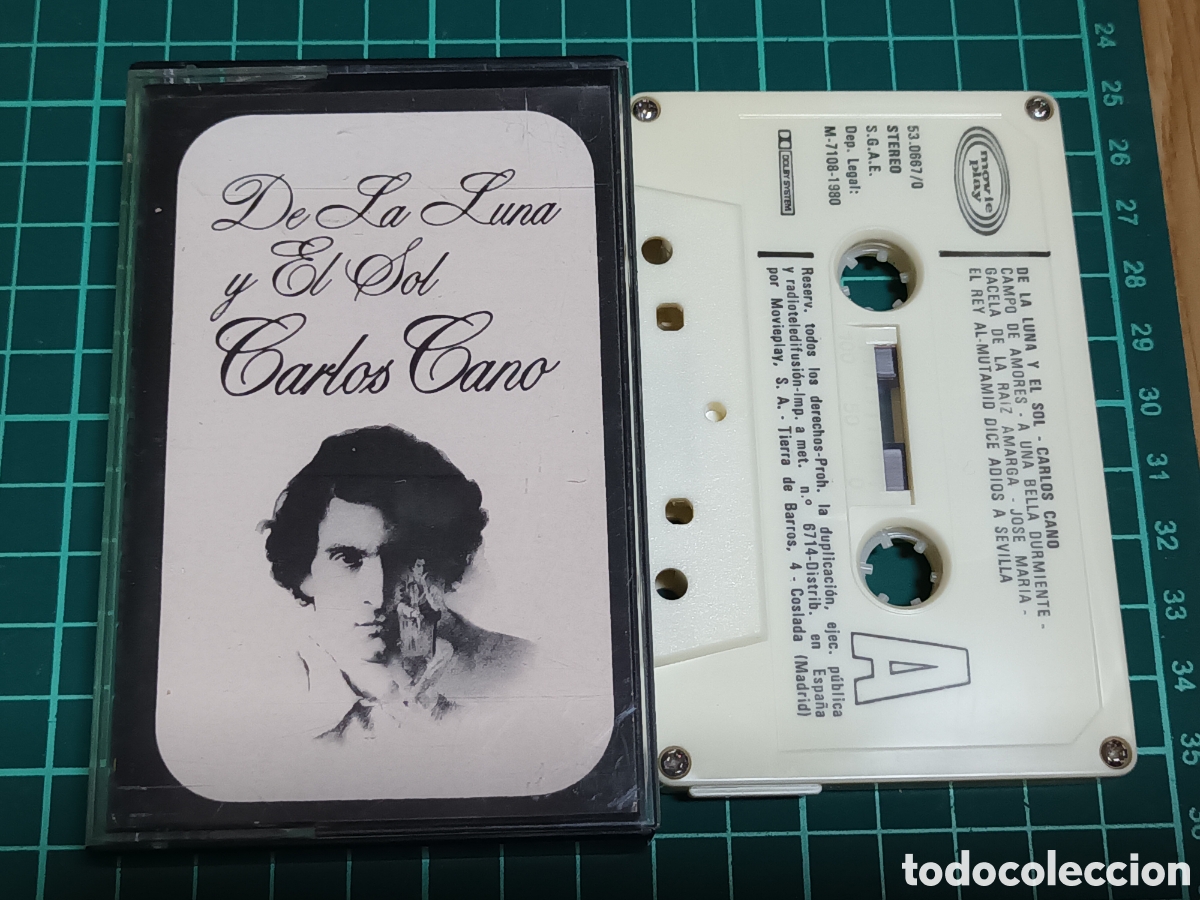 De La Luna
y El Sol
Carlos Cano
movie
play
53.0667/0
STEREO
S.G.A.E.
Dep. Legal:
M-7108-1980
DOLBY SYSTEM
DE LA LUNA Y EL SOL - CARLOS CANO
CAMPO DE AMORES - A UNA BELLA DURMIENTE -
GACELA DE LA RAIZ AMARGA - JOSE MARIA -
EL REY AL-MUTAMID DICE ADIOS A SEVILLA
A
Reserv. todos los derechos-Proh. la duplicación, ejec. pública
y radioteledifusión-Imp. a met. n.º 6714-Distrib. en España
por Movieplay, S. A. Tierra de Barros, 4 - Coslada (Madrid)
24
25
26
27
28
29
30
31
32
33
34
35
todocoleccion